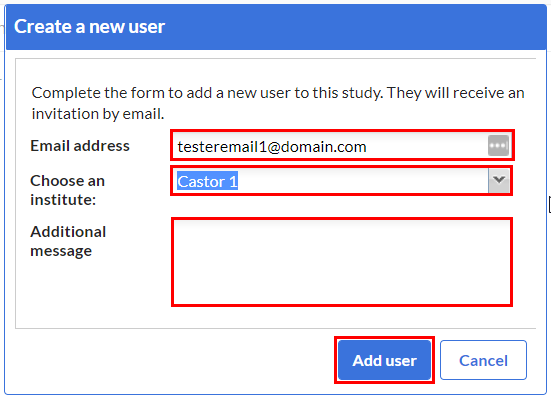 Create a new user
Complete the form to add a new user to this study. They will receive an
invitation by email.
Email address
testeremail1@domain.com
Choose an
institute:
Castor 1
Additional
message
Add user
Cancel